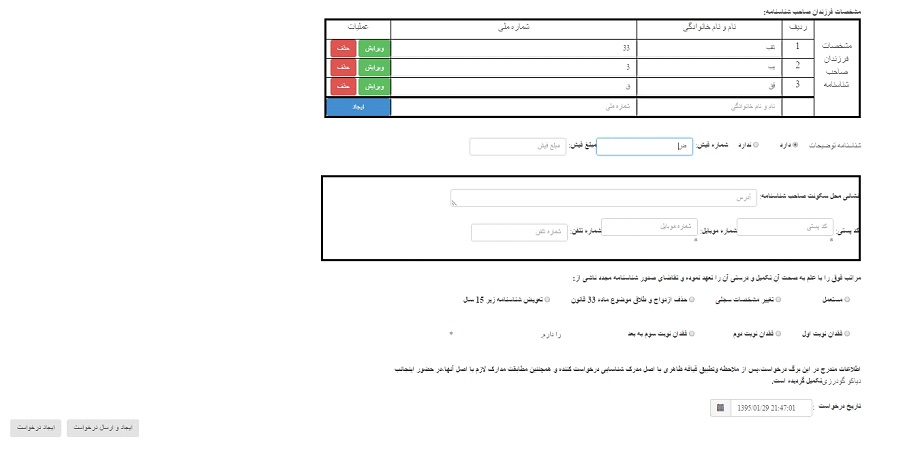 مشخصات فرزندان صاحب شناسنامه:
مشخصات فرزندان صاحب شناسنامه
ردیف نام و نام خانوادگی شماره ملی عملیات
1 33 ویرایش حذف
2 3 ویرایش حذف
3 ق ویرایش حذف
نام و نام خانوادگی شماره ملی ایجاد
شناسنامه توضیحات دارد ندارد شماره فیش: مبلغ فیش: مبلغ فیش
نشانی محل سکونت صاحب شناسنامه: آدرس
کد پستی: کد پستی شماره موبایل: شماره موبایل شماره تلفن: شماره تلفن
* *
مراتب فوق را با علم به صحت آن تکمیل و درستی آن را تعهد نموده و تقاضای صدور شناسنامه مجدد ناشی از:
مستعمل تغییر مشخصات سجلی حذف ازدواج و طلاق موضوع ماده 33 قانون تعویض شناسنامه زیر 15 سال
فقدان نوبت اول فقدان نوبت دوم فقدان نوبت سوم به بعد را دارم. *
اطلاعات مندرج در این برگ درخواست،پس از ملاحظه وتطبیق قیافه ظاهری با اصل مدرک شناسایی درخواست کننده و همچنین مطابقت مدارک لازم با اصل آنها،در حضور اینجانب
دیاکو گودرزی تکمیل گردیده است.
تاریخ درخواست : 1395/01/29 21:47:01
ایجاد و ارسال درخواست ایجاد درخواست